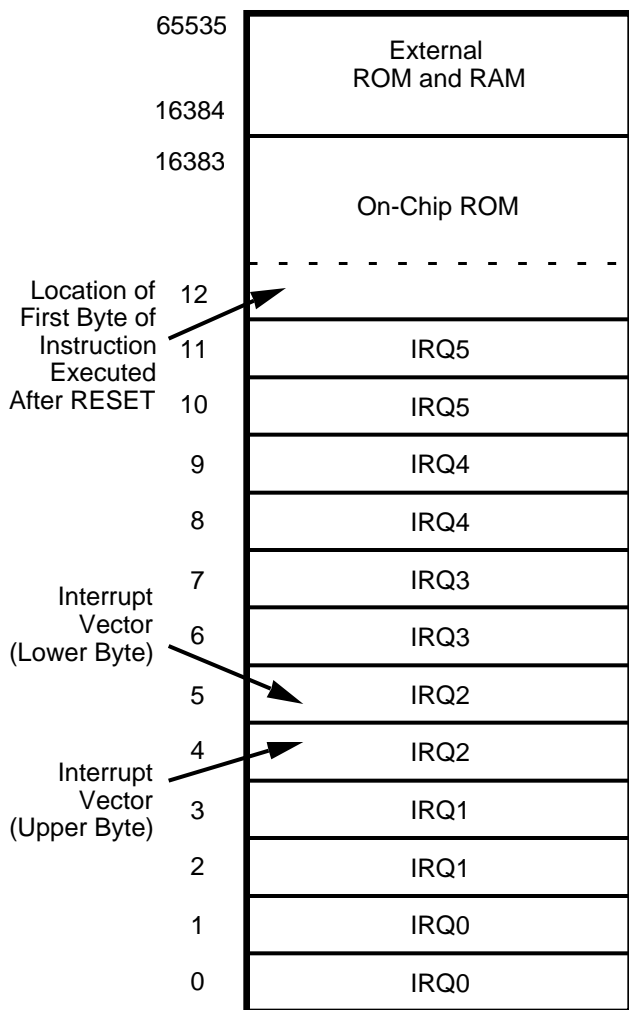 65535
External
ROM and RAM
16384
16383
On-Chip ROM
Location of
First Byte of
Instruction
Executed
After RESET
12
11 IRQ5
10 IRQ5
9 IRQ4
8 IRQ4
7 IRQ3
Interrupt
Vector
(Lower Byte)
6 IRQ3
5 IRQ2
4 IRQ2
Interrupt
Vector
(Upper Byte)
3 IRQ1
2 IRQ1
1 IRQ0
0 IRQ0